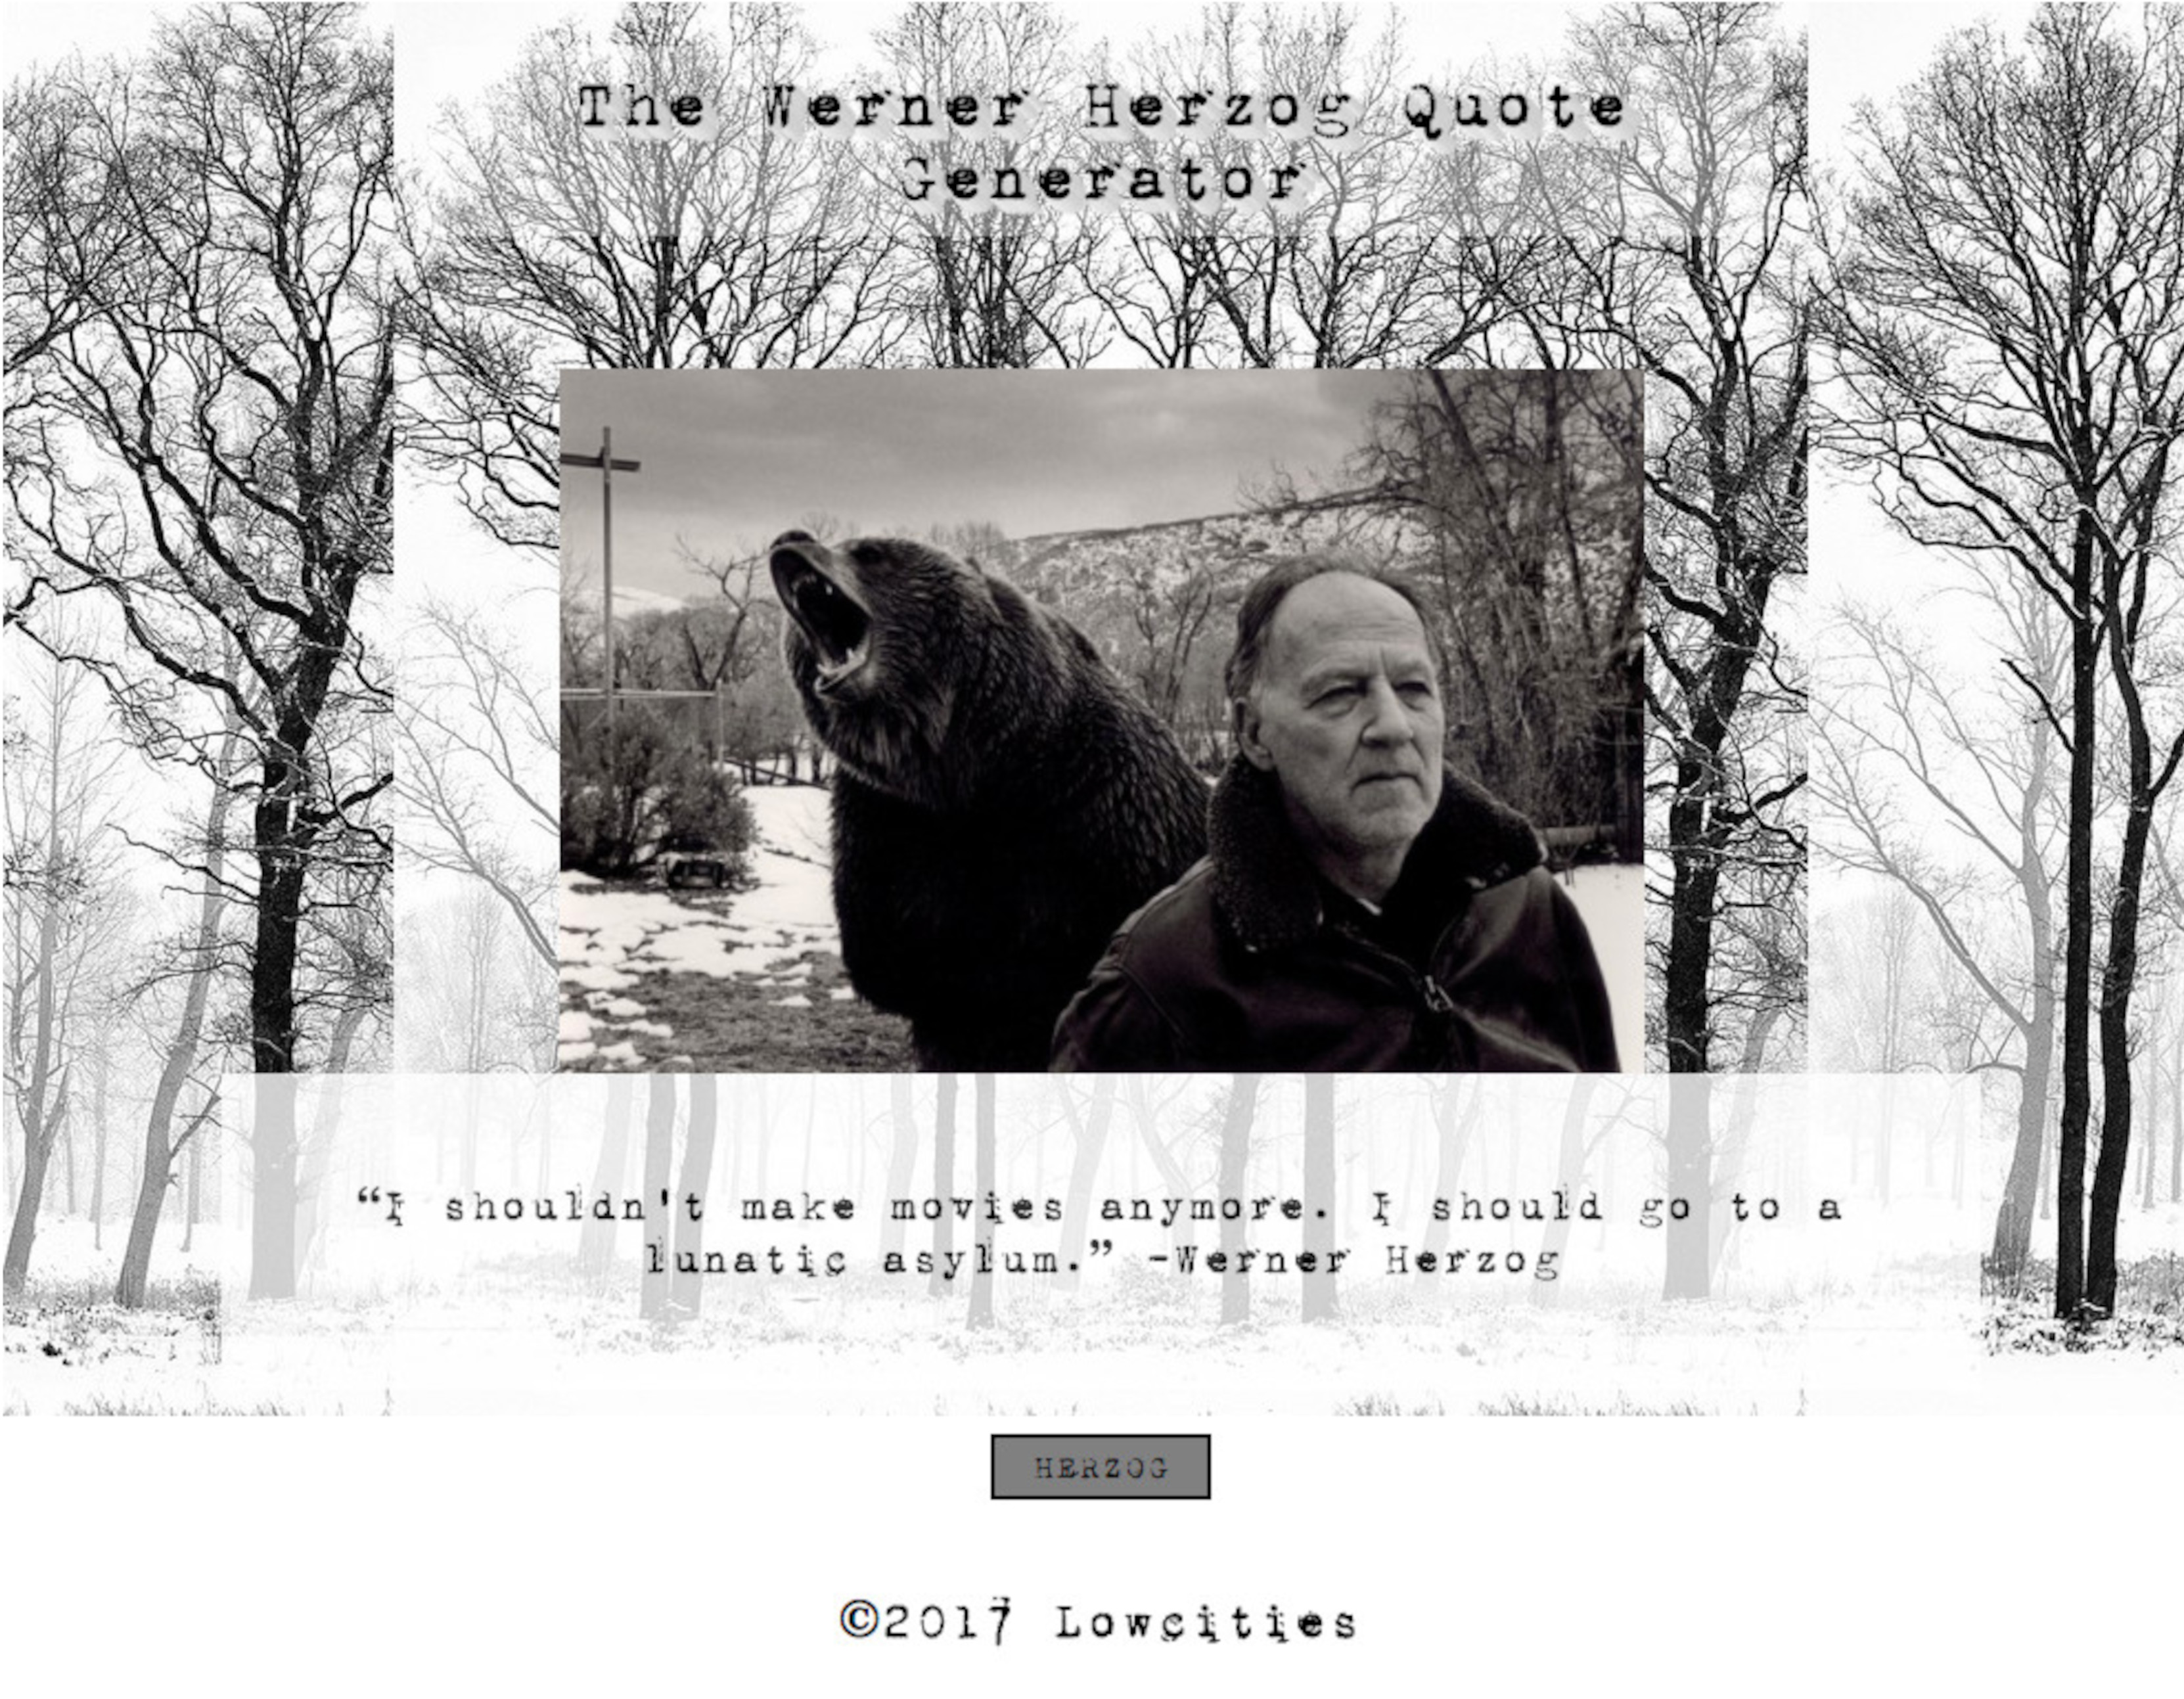 The Werner Herzog Quote
Generator
“I shouldn't make movies anymore. I should go to a
lunatic asylum.” -Werner Herzog
HERZOG
©2017 Lowcities